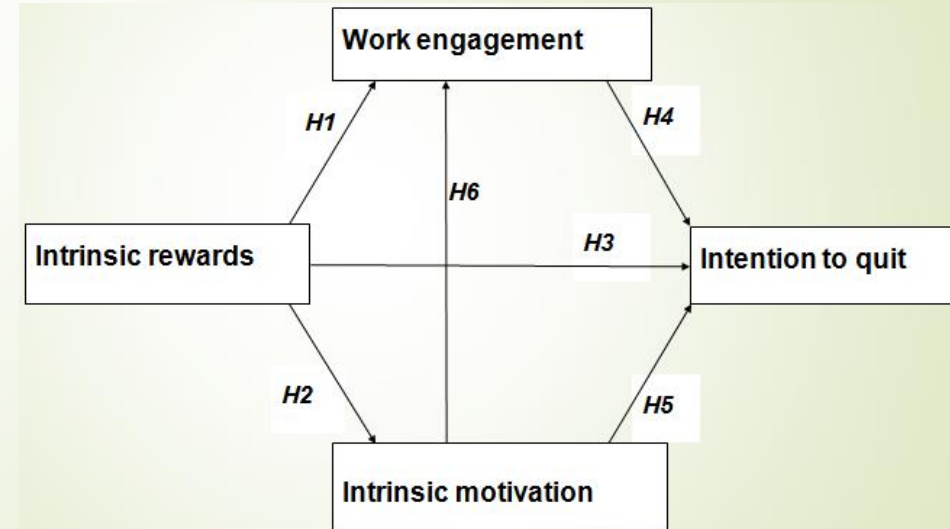 Work engagement
H1
H4
H6
H3
Intrinsic rewards
Intention to quit
H2
H5
Intrinsic motivation